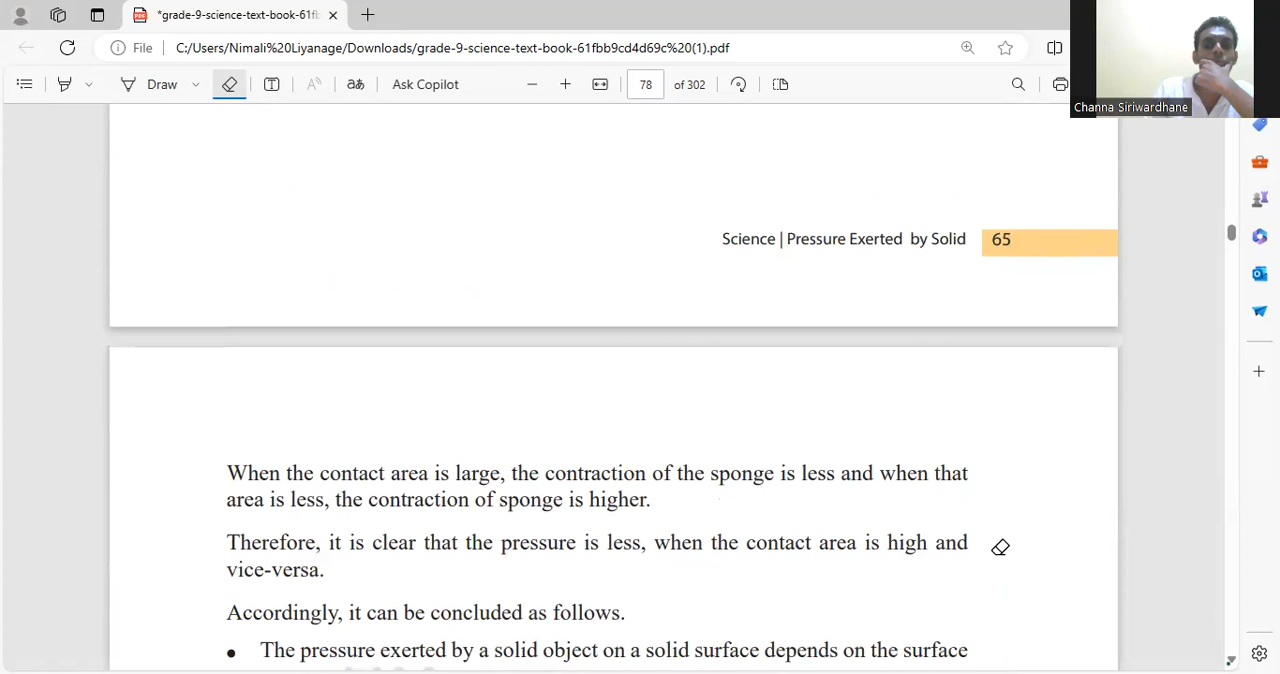 *grade-9-science-text-book-61fb
File
C:/Users/Nimali%20Liyanage/Downloads/grade-9-science-text-book-61fbb9cd4d69c%20(1).pdf
Draw
Ask Copilot
78
of 302
Channa Siriwardhane
Science | Pressure Exerted by Solid
65
When the contact area is large, the contraction of the sponge is less and when that
area is less, the contraction of sponge is higher.
Therefore, it is clear that the pressure is less, when the contact area is high and
vice-versa.
Accordingly, it can be concluded as follows.
• The pressure exerted by a solid object on a solid surface depends on the surface